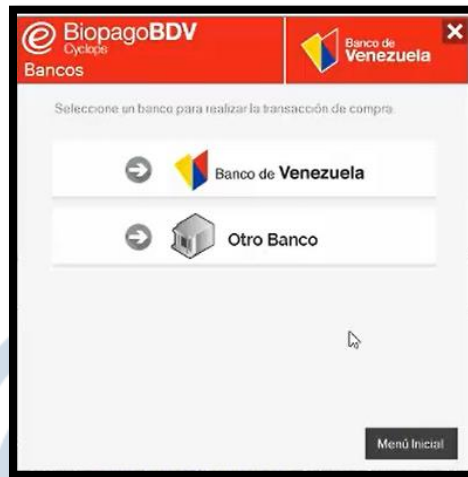 BiopagoBDV
Cyclops
Bancos
Banco de
Venezuela
Seleccione un banco para realizar la transacción de compra.
Banco de Venezuela
Otro Banco
Menú Inicial